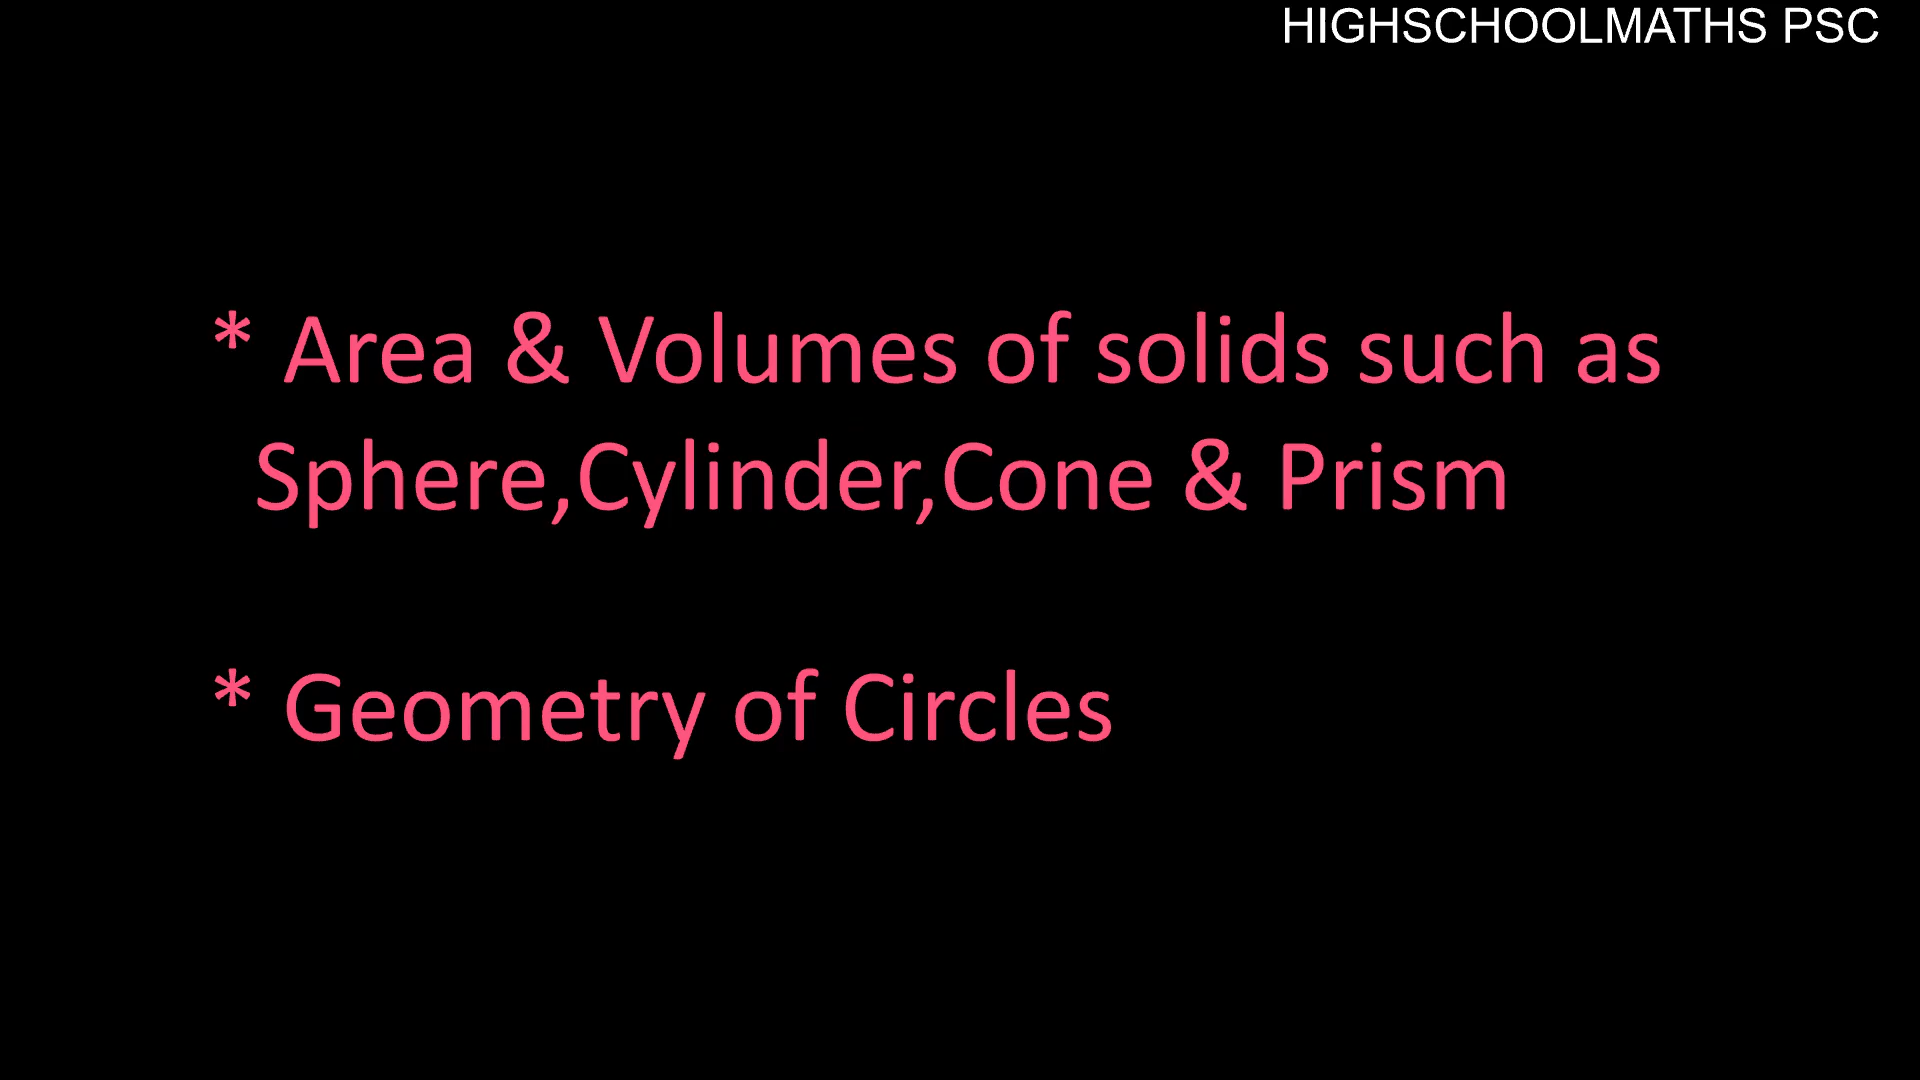 HIGHSCHOOLMATHS PSC
* Area & Volumes of solids such as
Sphere,Cylinder,Cone & Prism
* Geometry of Circles